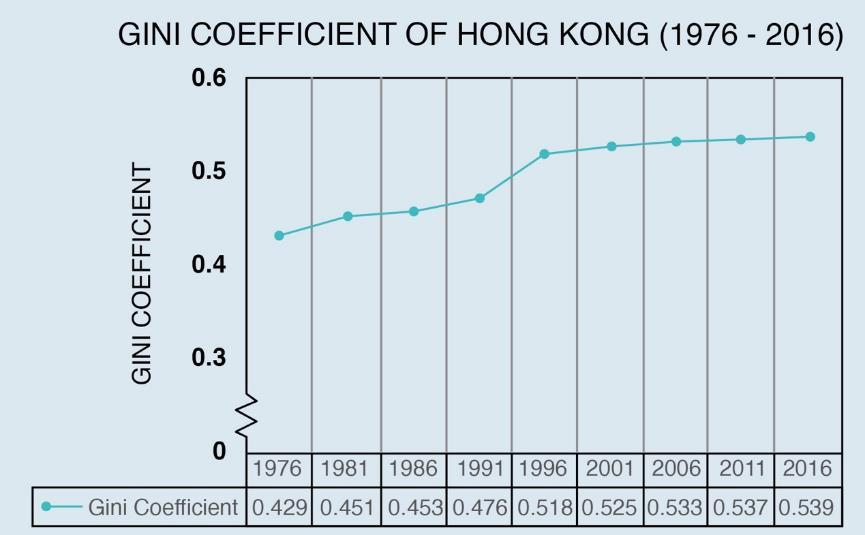 GINI COEFFICIENT OF HONG KONG (1976 - 2016)
0.6
0.5
0.4
0.3
0
GINI COEFFICIENT
1976 1981 1986 1991 1996 2001 2006 2011 2016
Gini Coefficient 0.429 0.451 0.453 0.476 0.518 0.525 0.533 0.537 0.539